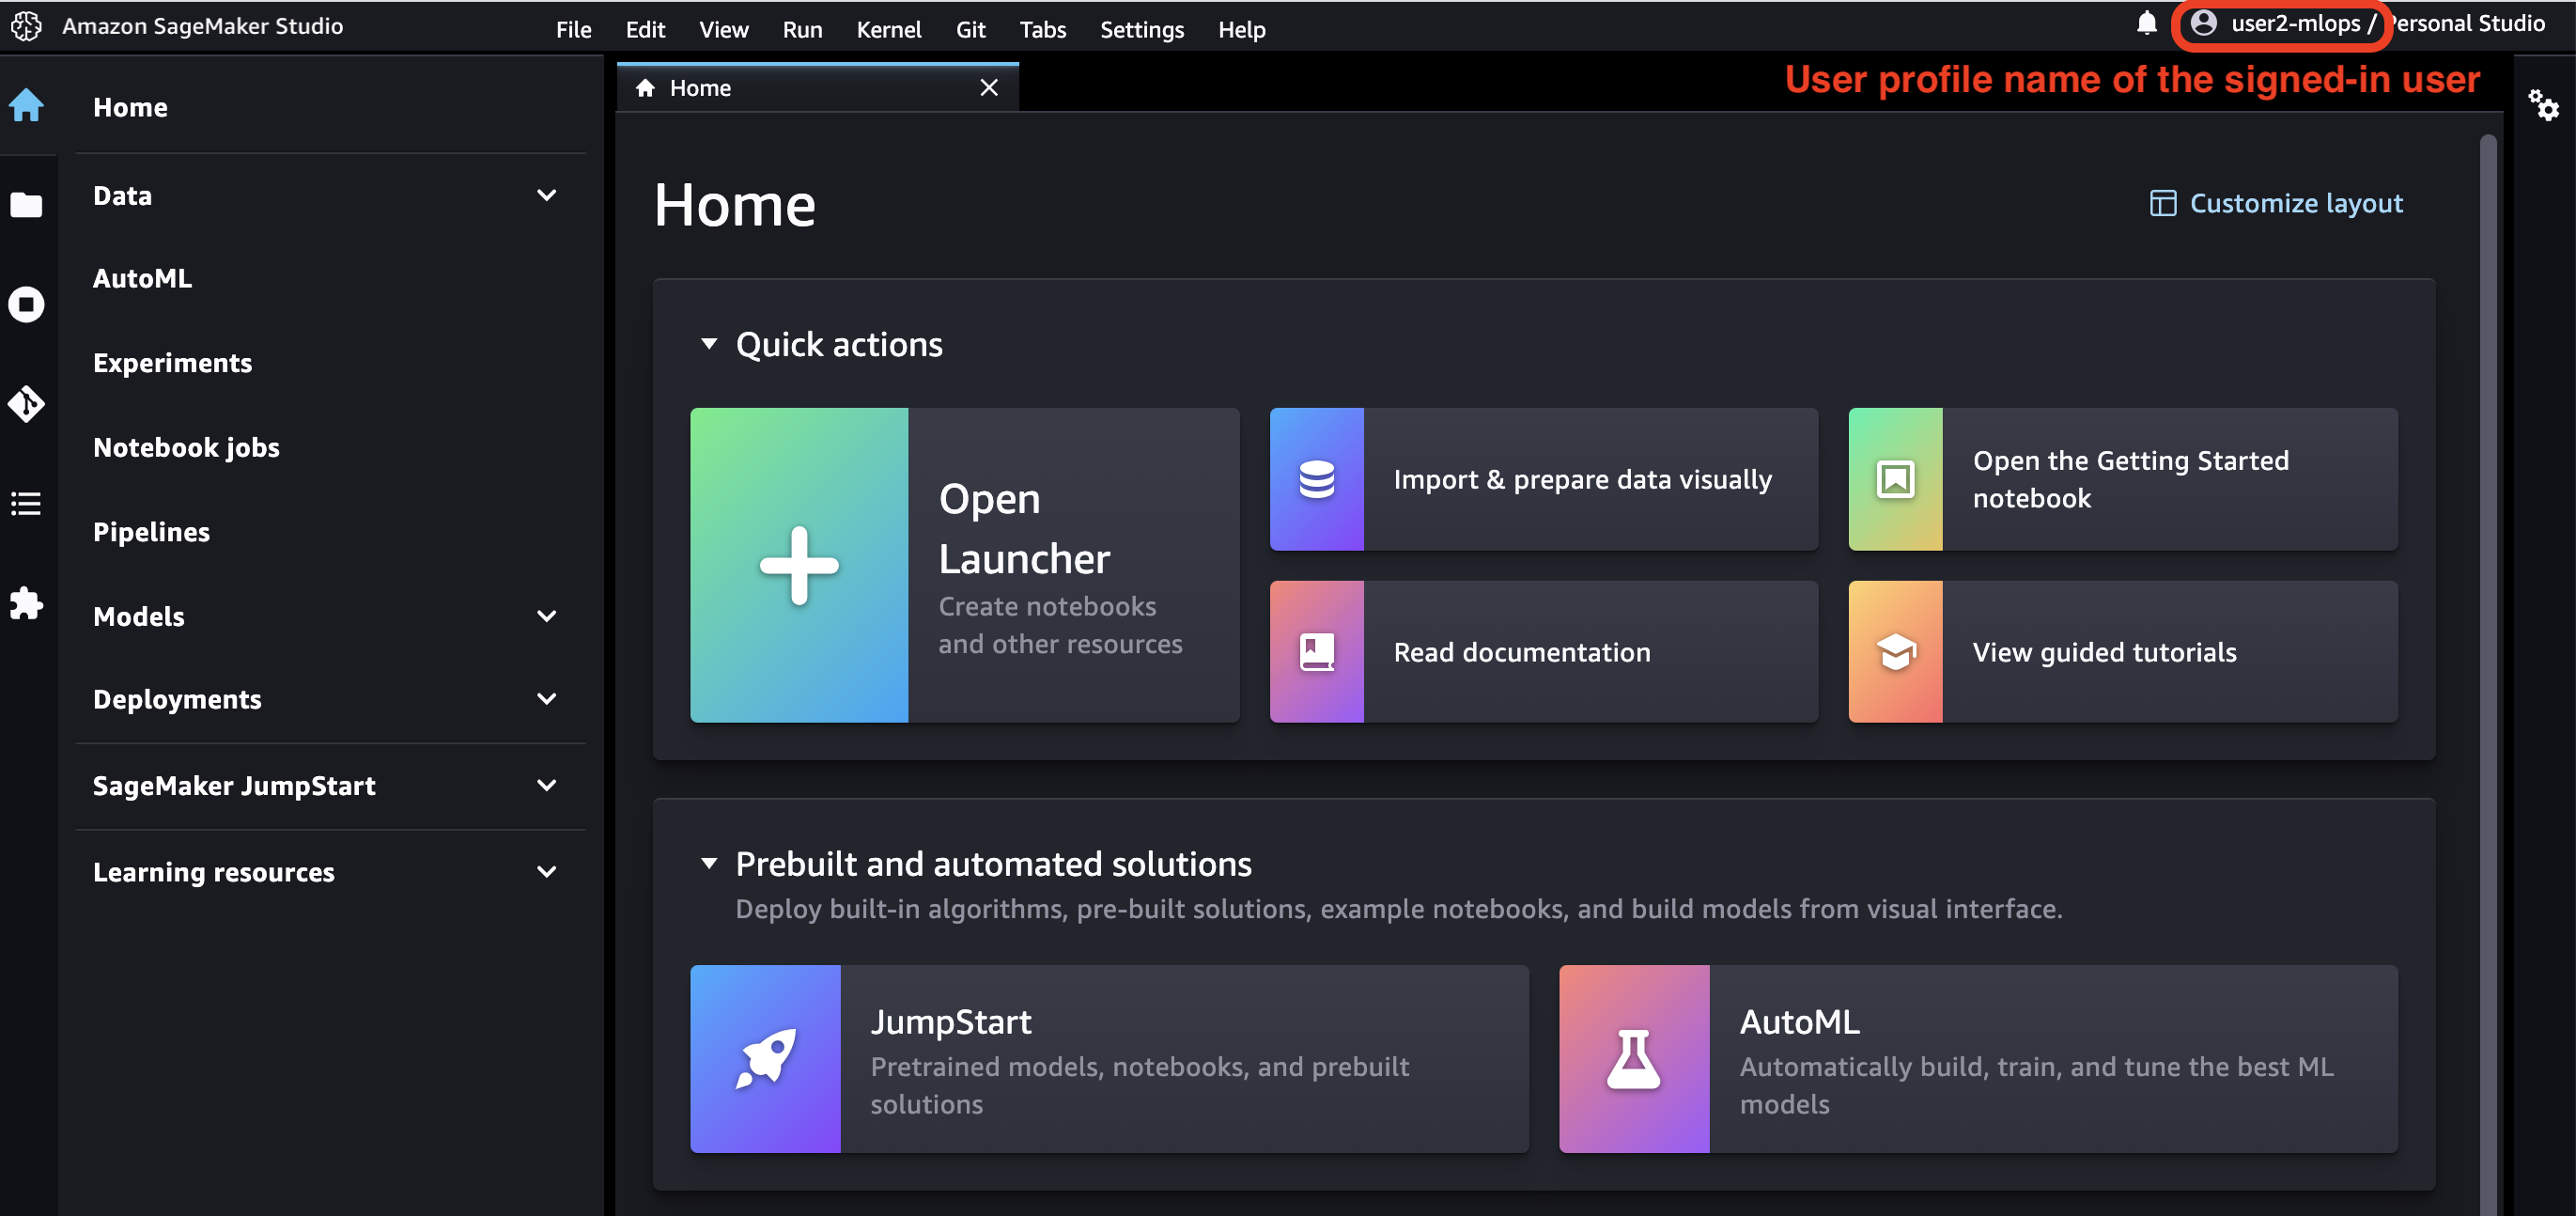 Amazon SageMaker Studio
File Edit View Run Kernel Git Tabs Settings Help
user2-mlops / Personal Studio
User profile name of the signed-in user
Home
Data
AutoML
Experiments
Notebook jobs
Pipelines
Models
Deployments
SageMaker JumpStart
Learning resources
Home
Home
Customize layout
Quick actions
Open
Launcher
Create notebooks
and other resources
Import & prepare data visually
Open the Getting Started
notebook
Read documentation
View guided tutorials
Prebuilt and automated solutions
Deploy built-in algorithms, pre-built solutions, example notebooks, and build models from visual interface.
JumpStart
Pretrained models, notebooks, and prebuilt
solutions
AutoML
Automatically build, train, and tune the best ML
models